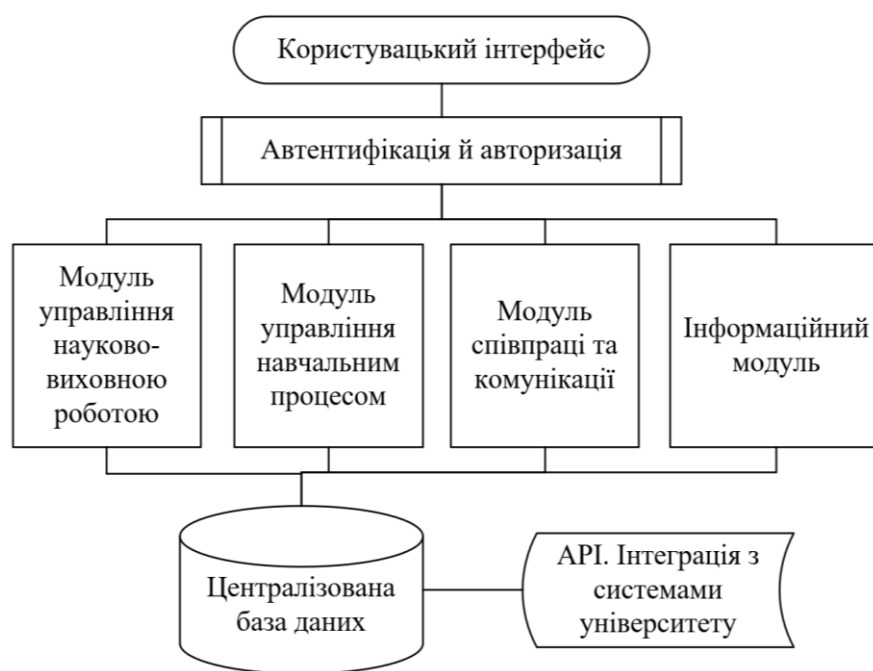 Користувацький інтерфейс
Автентифікація й авторизація
Модуль
управління
науково-
виховною
роботою
Модуль
управління
навчальним
процесом
Модуль
співпраці та
комунікації
Інформаційний
модуль
Централізована
база даних
API. Інтеграція з
системами
університету